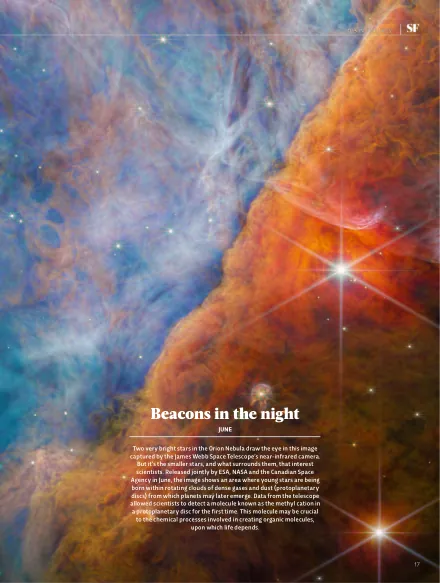 SF
Beacons in the night
JUNE
Two very bright stars in the Orion Nebula draw the eye in this image
captured by the James Webb Space Telescope's near-infrared camera.
But it's the smaller stars, and what surrounds them, that interest
scientists. Released jointly by ESA, NASA and the Canadian Space
Agency in June, the image shows an area where young stars are being
born within rotating clouds of dense gases and dust (protoplanetary
discs) from which planets may later emerge. Data from the telescope
allowed scientists to detect a molecule known as the methyl cation in
a protoplanetary disc for the first time. This molecule may be crucial
to the chemical processes involved in creating organic molecules,
upon which life depends.
17